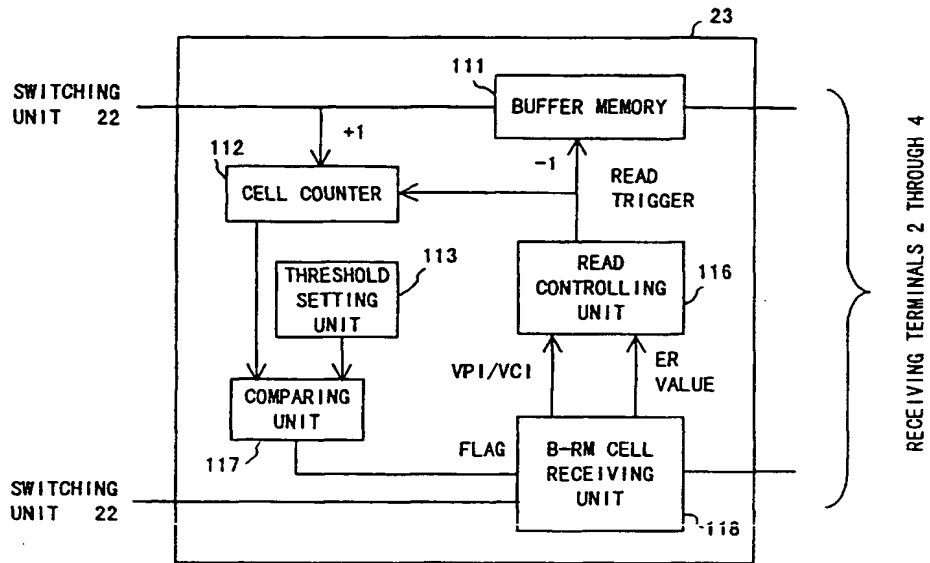 23
SWITCHING
UNIT 22
111
BUFFER MEMORY
+1
-1
READ
TRIGGER
112
CELL COUNTER
113
THRESHOLD
SETTING
UNIT
READ
CONTROLLING
UNIT
116
VPI/VCI
ER
VALUE
COMPARING
UNIT
117
FLAG
B-RM CELL
RECEIVING
UNIT
118
SWITCHING
UNIT 22
RECEIVING TERMINALS 2 THROUGH 4